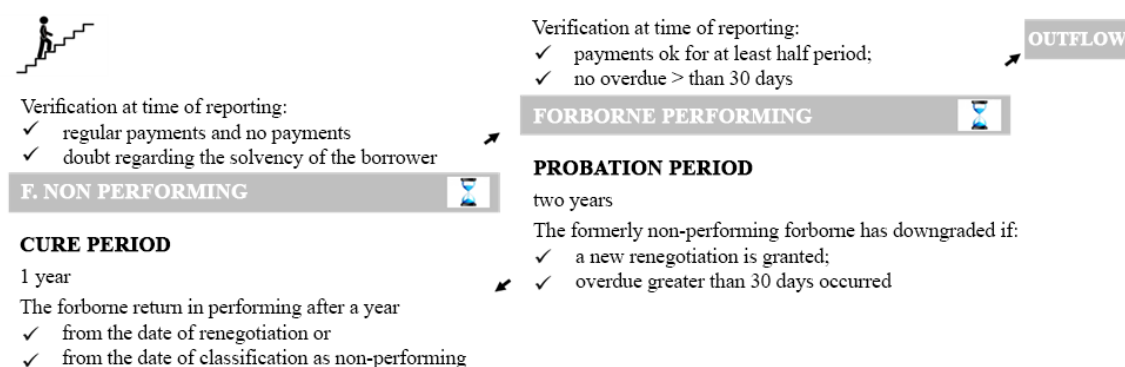 Verification at time of reporting:
✓ regular payments and no payments
✓ doubt regarding the solvency of the borrower
F. NON PERFORMING
CURE PERIOD
1 year
The forborne return in performing after a year
✓ from the date of renegotiation or
✓ from the date of classification as non-performing
Verification at time of reporting:
✓ payments ok for at least half period;
✓ no overdue > than 30 days
FORBORNE PERFORMING
PROBATION PERIOD
two years
The formerly non-performing forborne has downgraded if:
✓ a new renegotiation is granted;
✓ overdue greater than 30 days occurred
OUTFLOW